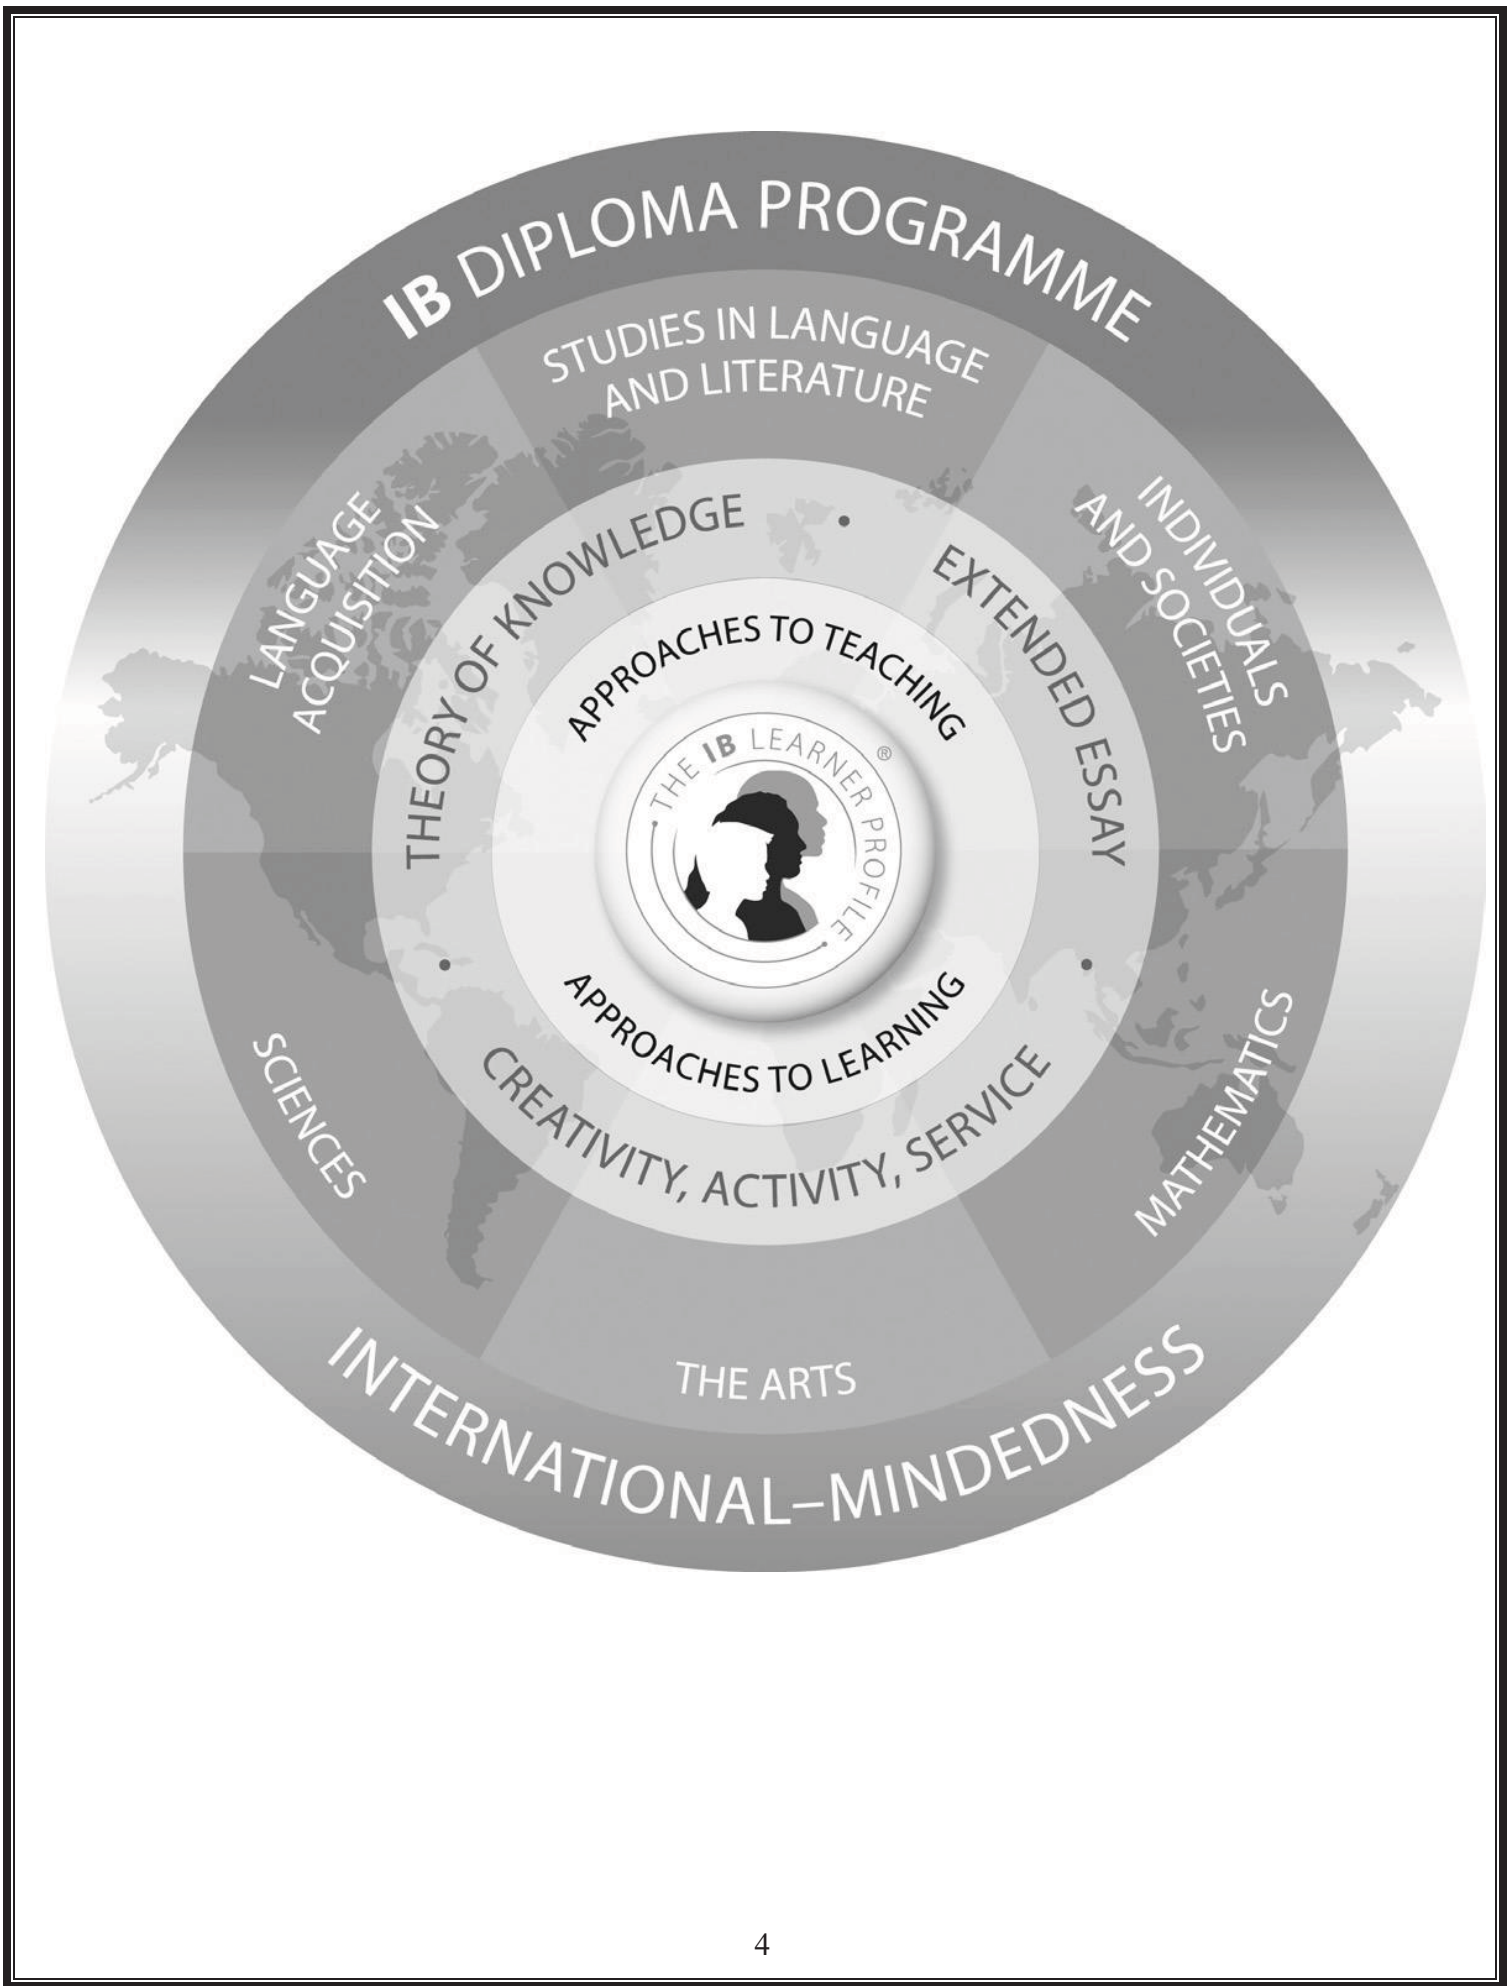 IB DIPLOMA PROGRAMME
STUDIES IN LANGUAGE
AND LITERATURE
LANGUAGE
ACQUISITION
INDIVIDUALS
AND SOCIETIES
THEORY OF KNOWLEDGE
EXTENDED ESSAY
APPROACHES TO TEACHING
THE IB LEARNER PROFILE ®
APPROACHES TO LEARNING
CREATIVITY, ACTIVITY, SERVICE
SCIENCES
MATHEMATICS
THE ARTS
INTERNATIONAL–MINDEDNESS
4